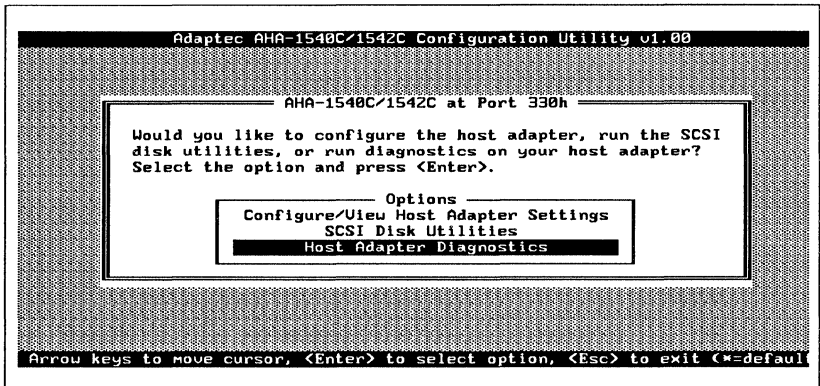 Adaptec AHA-1540C/1542C Configuration Utility v1.00
AHA-1540C/1542C at Port 330h
Would you like to configure the host adapter, run the SCSI
disk utilities, or run diagnostics on your host adapter?
Select the option and press <Enter>.
Options
Configure/View Host Adapter Settings
SCSI Disk Utilities
Host Adapter Diagnostics
Arrow keys to move cursor, <Enter> to select option, <Esc> to exit (*=defaul